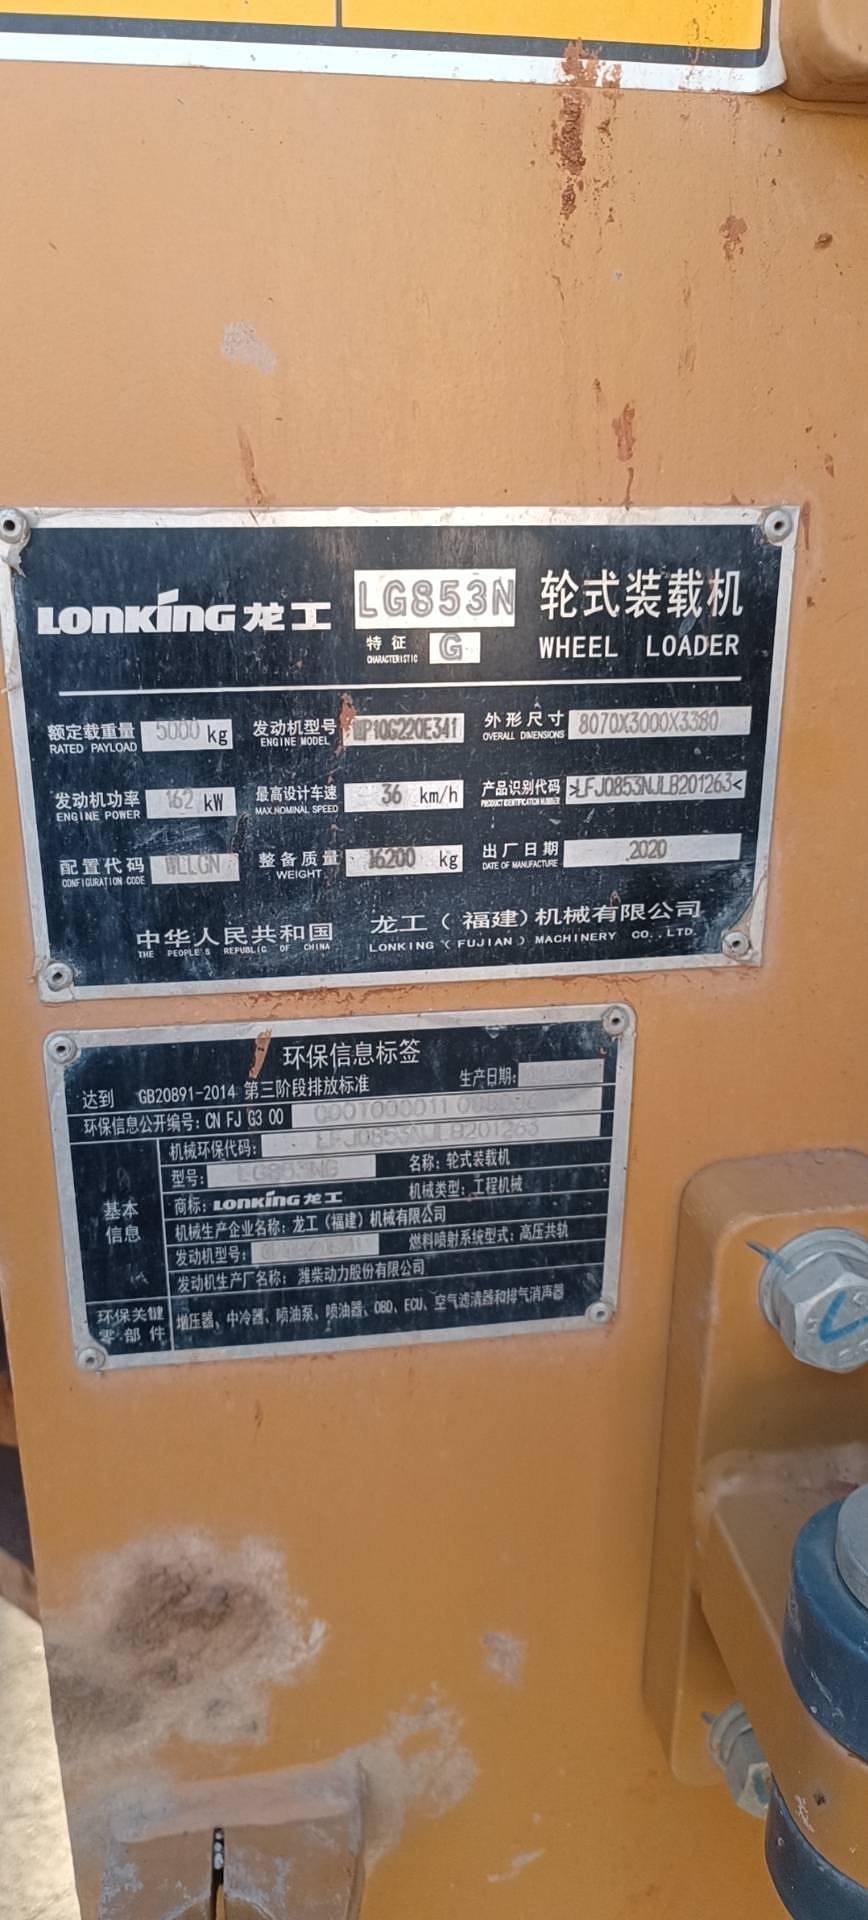 LONKING 龙工 LG853N 轮式装载机
特征 G WHEEL LOADER
CHARACTERISTIC
额定载重量 5000 kg 发动机型号 WP10G220E341 外形尺寸 8070X3000X3380
RATED PAYLOAD ENGINE MODEL OVERALL DIMENSIONS
发动机功率 162 kW 最高设计车速 36 km/h 产品识别代码 >LFJ0853NJLB201263<
ENGINE POWER MAX.NOMINAL SPEED PRODUCT IDENTIFICATION NUMBER
配置代码 WLLGN 整备质量 16200 kg 出厂日期 2020
CONFIGURATION CODE WEIGHT DATE OF MANUFACTURE
中华人民共和国 龙工（福建）机械有限公司
THE PEOPLE'S REPUBLIC OF CHINA LONKING (FUJIAN) MACHINERY CO.,LTD.
环保信息标签
达到 GB20891-2014 第三阶段排放标准 生产日期:
环保信息公开编号: CN FJ G3 00
机械环保代码: LFJ0853NJLB201263
基本信息 型号: LG853NG 名称: 轮式装载机
商标: LONKING 龙工 机械类型: 工程机械
机械生产企业名称: 龙工（福建）机械有限公司
发动机型号: 燃料喷射系统型式: 高压共轨
发动机生产厂名称: 潍柴动力股份有限公司
环保关键零部件 增压器、中冷器、喷油泵、喷油器、OBD、ECU、空气滤清器和排气消声器